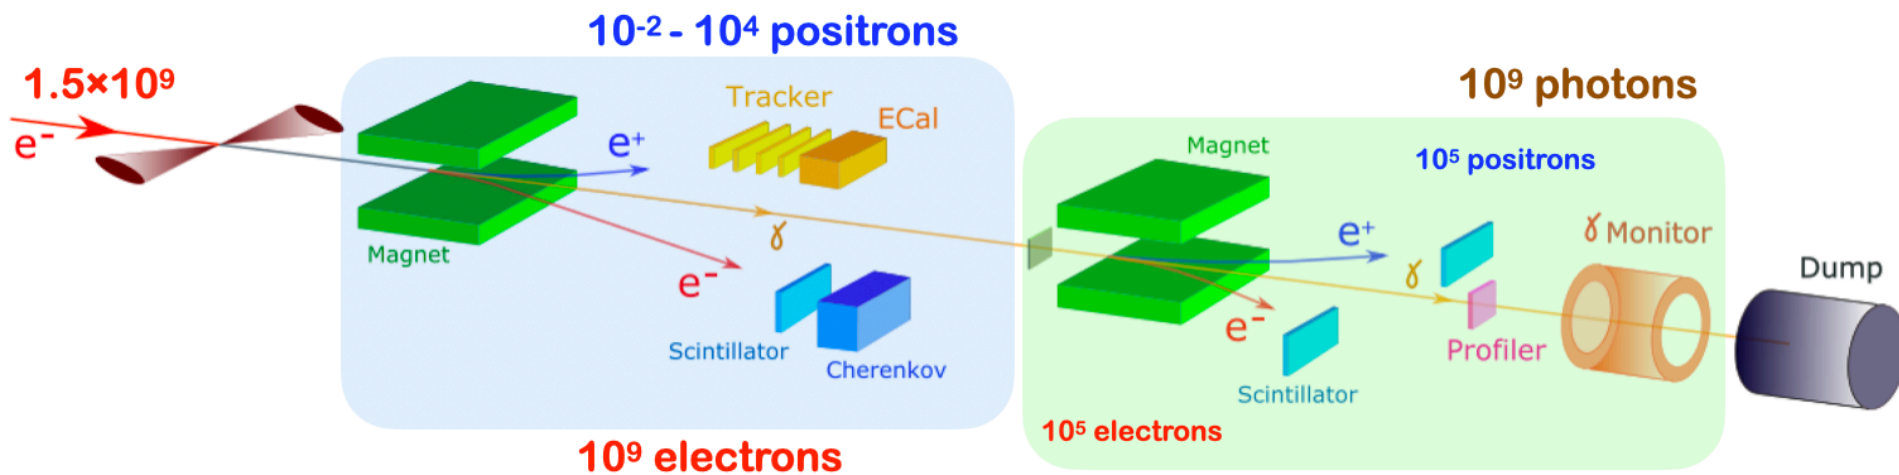 10⁻² - 10⁴ positrons
1.5×10⁹
e⁻
Tracker
ECal
e⁺
Magnet
γ
e⁻
Scintillator
Cherenkov
10⁹ electrons
10⁹ photons
Magnet
10⁵ positrons
e⁺
γ
γ Monitor
Dump
e⁻
Profiler
Scintillator
10⁵ electrons